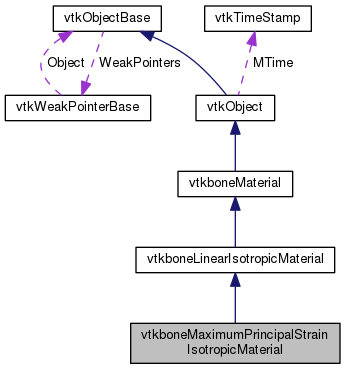 vtkObjectBase
vtkTimeStamp
Object
WeakPointers
MTime
vtkWeakPointerBase
vtkObject
vtkboneMaterial
vtkboneLinearIsotropicMaterial
vtkboneMaximumPrincipalStrain
IsotropicMaterial